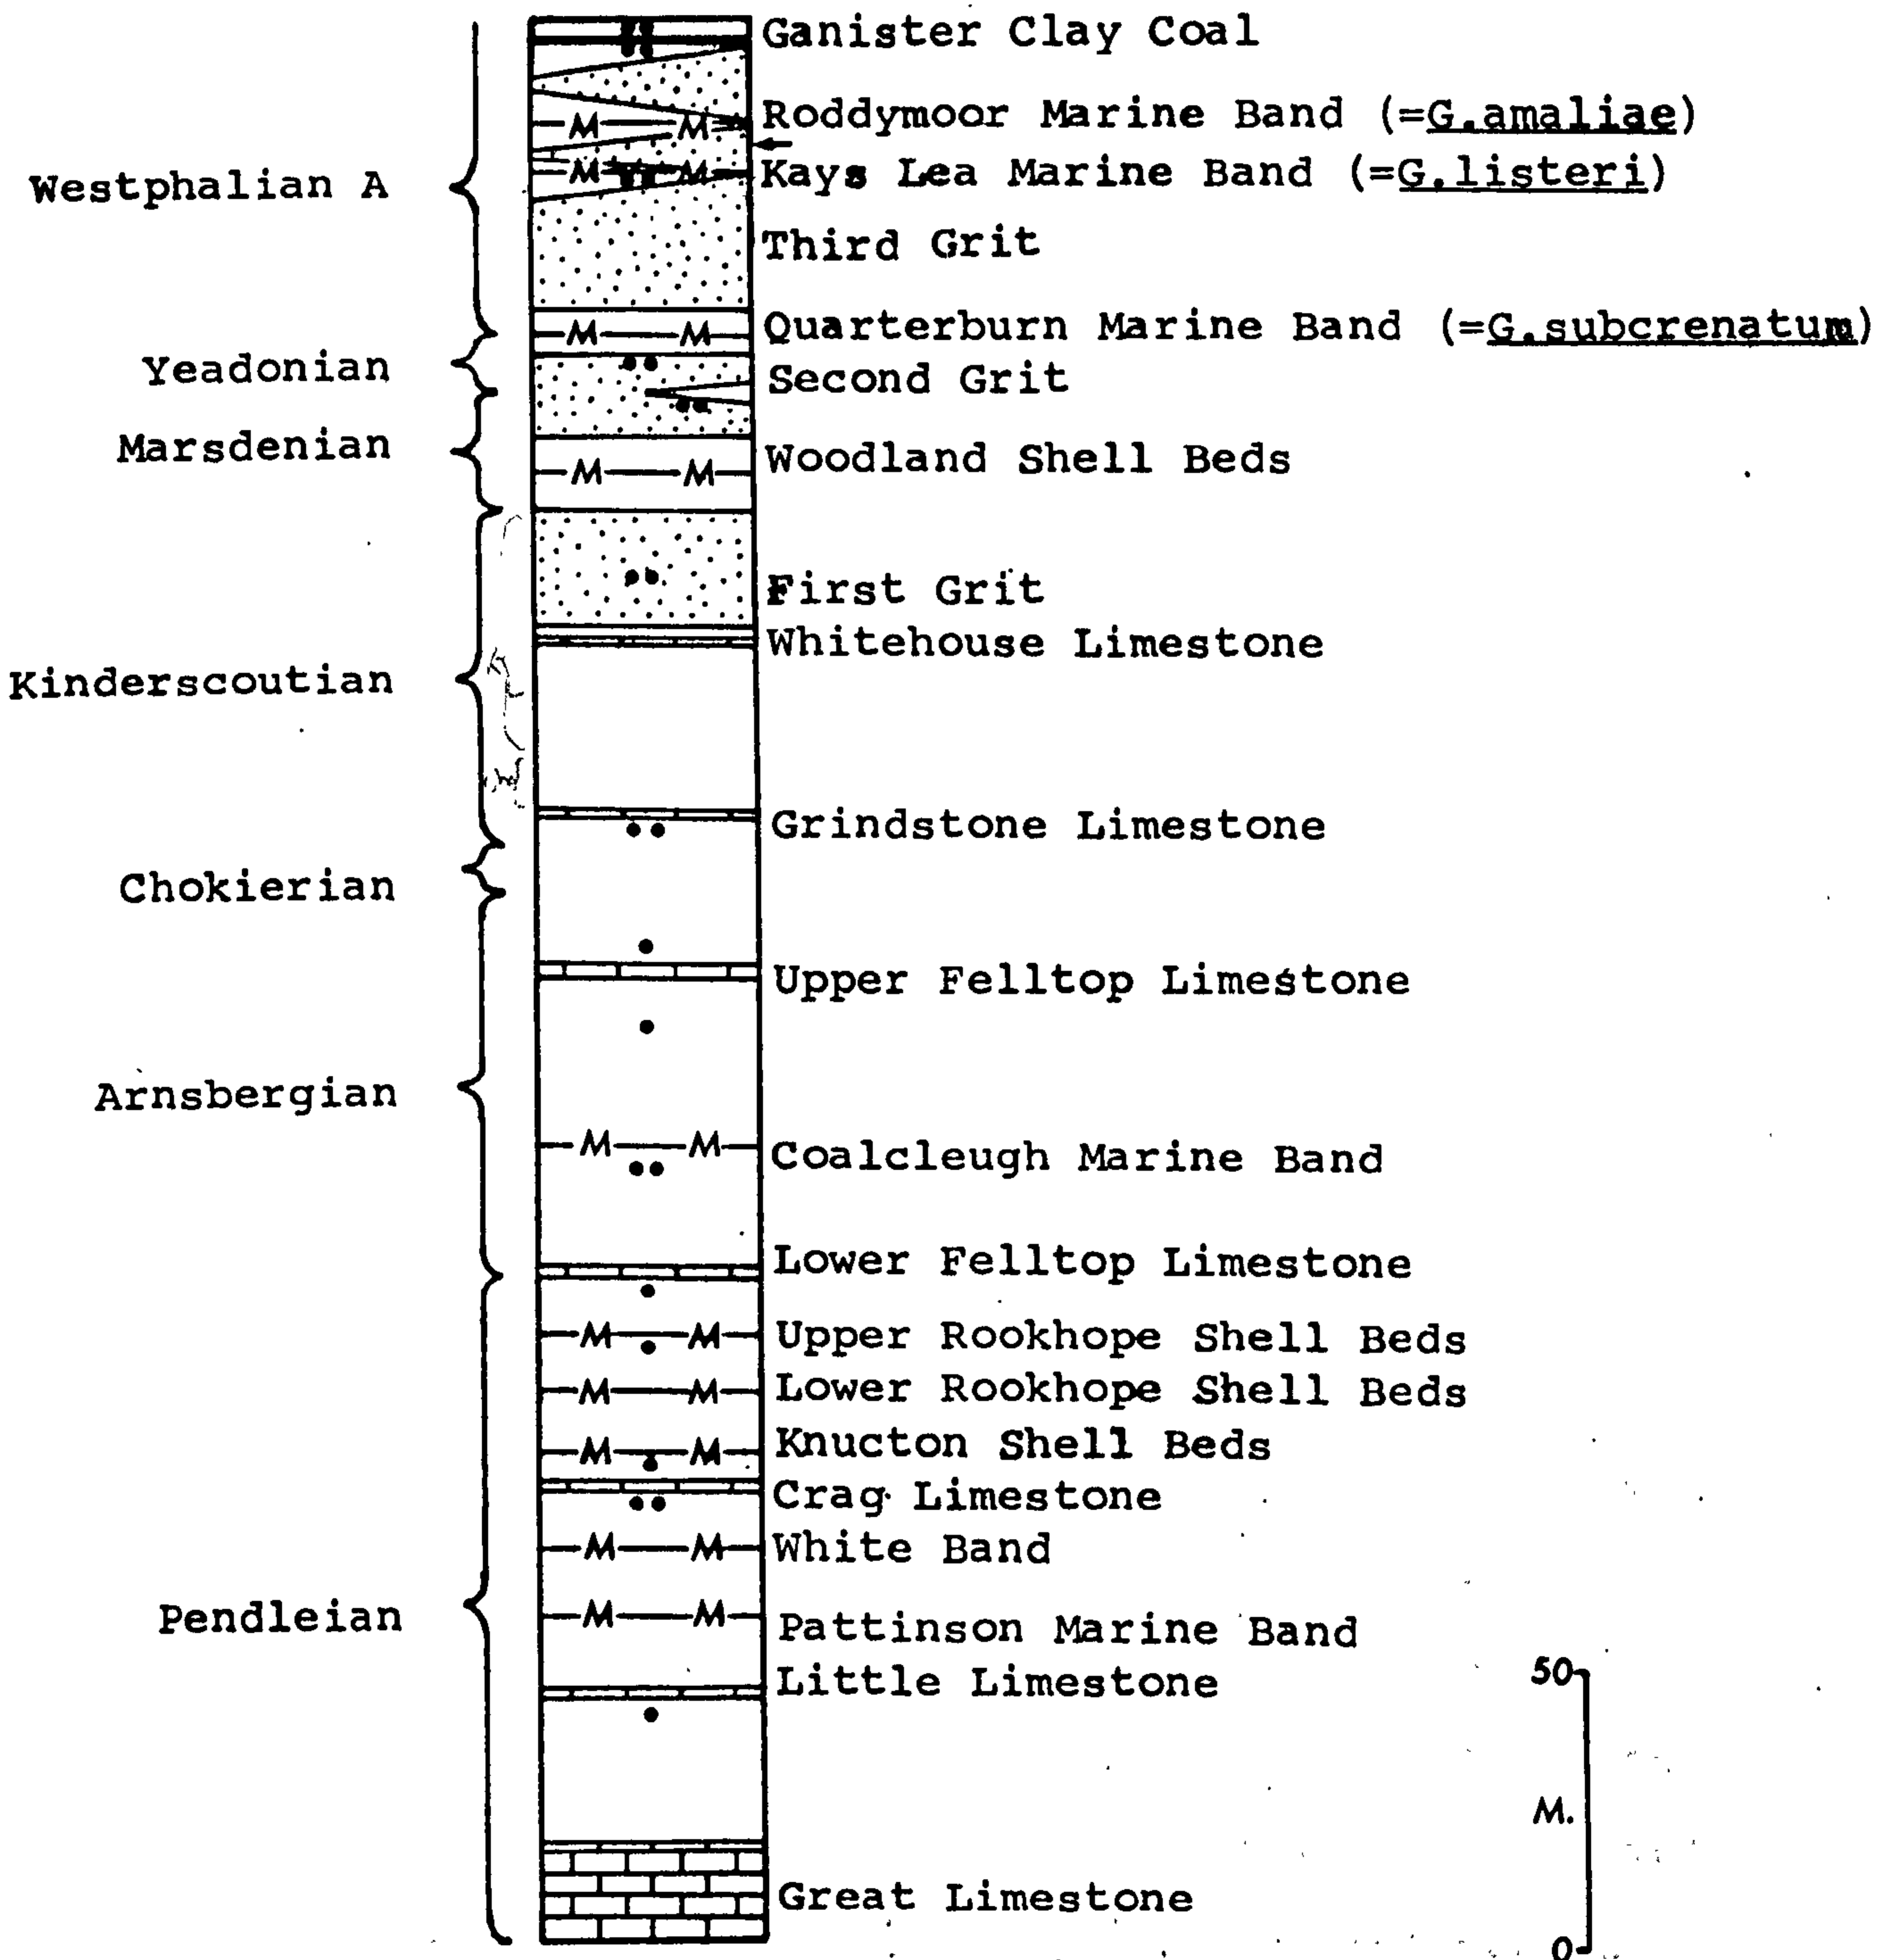 Ganister Clay Coal
Roddymoor Marine Band (=G.amaliae)
Westphalian A
Kays Lea Marine Band (=G.listeri)
Third Grit
Quarterburn Marine Band (=G.subcrenatum)
Yeadonian
Second Grit
Marsdenian
Woodland Shell Beds
First Grit
Whitehouse Limestone
Kinderscoutian
Grindstone Limestone
Chokierian
Upper Felltop Limestone
Arnsbergian
Coalcleugh Marine Band
Lower Felltop Limestone
Upper Rookhope Shell Beds
Lower Rookhope Shell Beds
Knucton Shell Beds
Crag Limestone
White Band
Pendleian
Pattinson Marine Band
Little Limestone
Great Limestone
50
M.
0
M M
M M
M M
M M
M M
M M
M M
M M
M M
M M